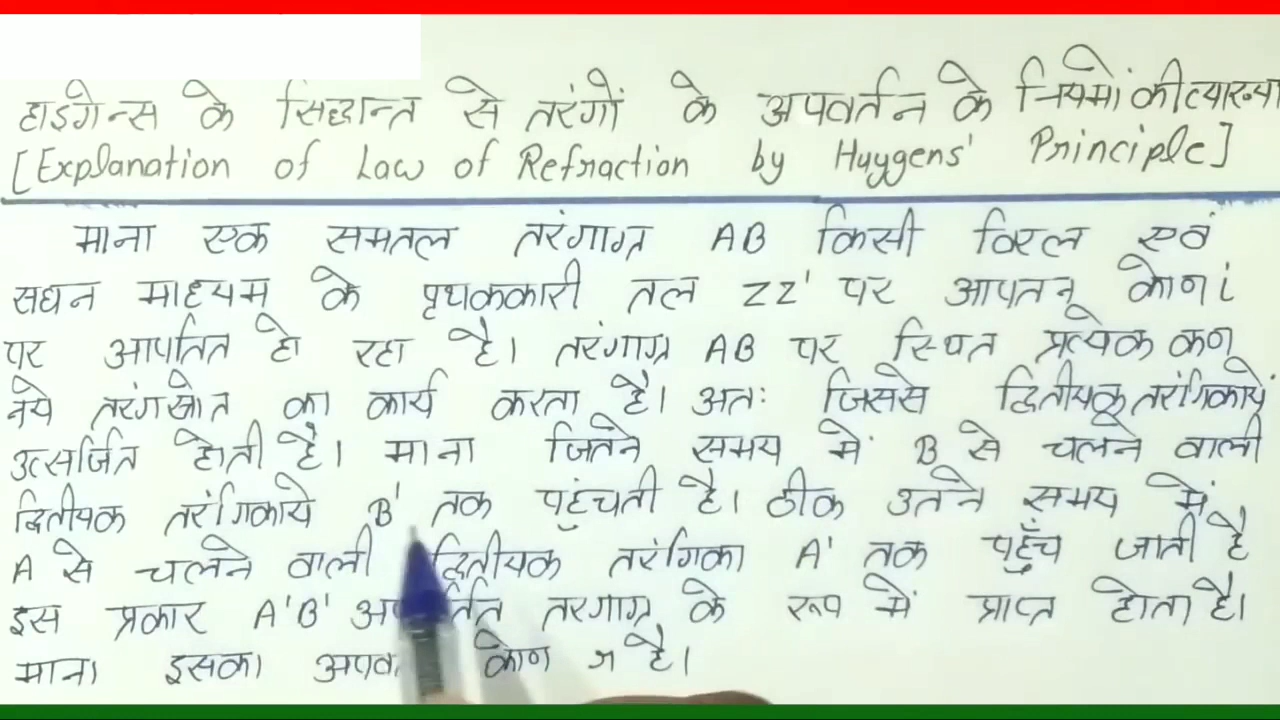 हाइगेन्स के सिद्धान्त से तरंगों के अपवर्तन के नियमों की व्याख्या
[Explanation of Law of Refraction by Huygens' Principle]
माना एक समतल तरंगाग्र AB किसी विरल एवं
सघन माध्यम के पृथककारी तल ZZ' पर आपतन कोण i
पर आपतित हो रहा है। तरंगाग्र AB पर स्थित प्रत्येक कण
नये तरंगस्रोत का कार्य करता है। अतः जिससे द्वितीयक तरंगिकायें
उत्सर्जित होती है। माना जितने समय में B से चलने वाली
द्वितीयक तरंगिकाये B' तक पहुंचती है। ठीक उतने समय में
A से चलने वाली द्वितीयक तरंगिका A' तक पहुँच जाती है
इस प्रकार A'B' तरंगाग्र के रूप में प्राप्त होता है।
माना इसका कोण r है।